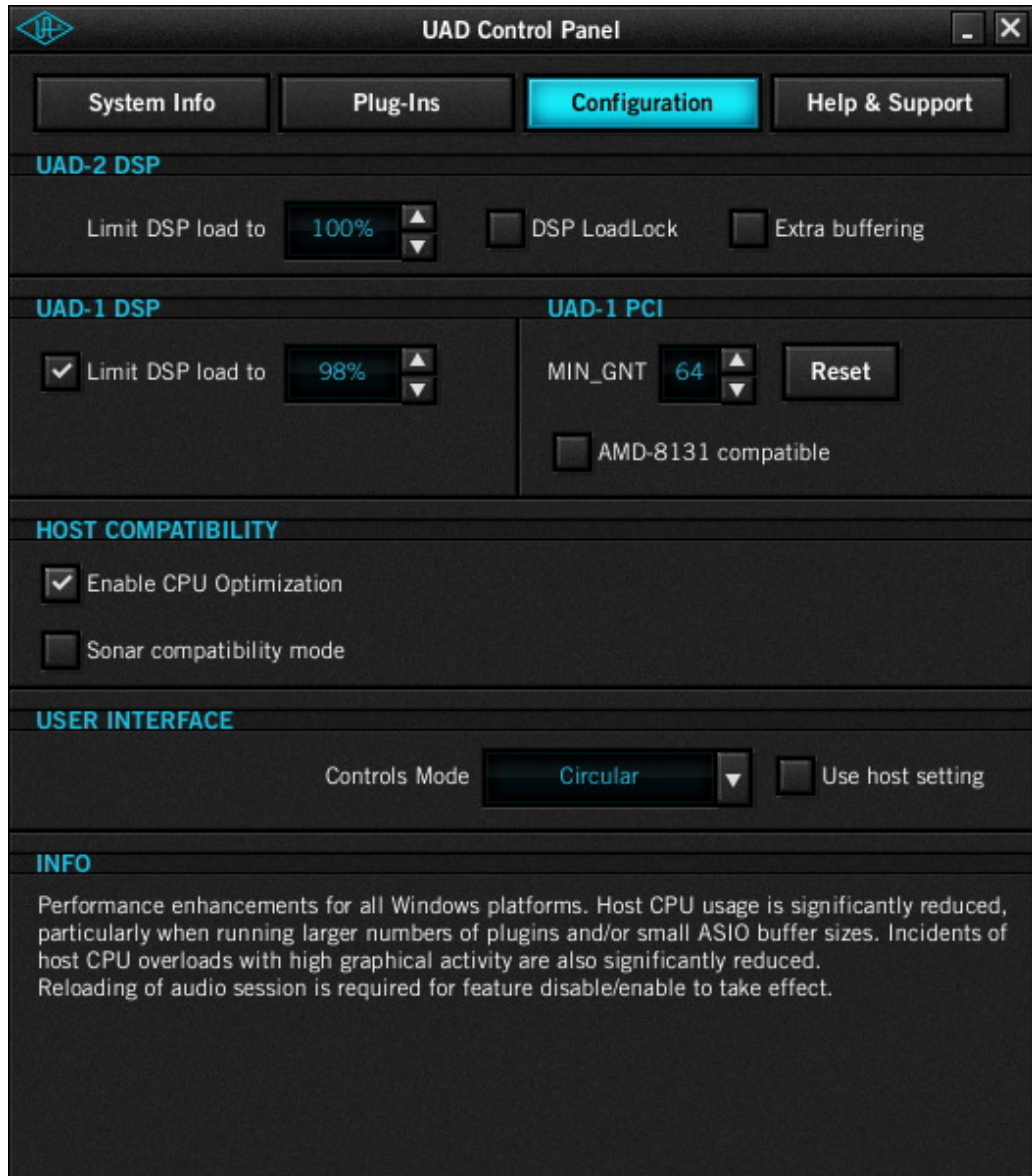 UAD Control Panel
System Info Plug-Ins Configuration Help & Support
UAD-2 DSP
Limit DSP load to 100% DSP LoadLock Extra buffering
UAD-1 DSP UAD-1 PCI
Limit DSP load to 98% MIN_GNT 64 Reset
AMD-8131 compatible
HOST COMPATIBILITY
Enable CPU Optimization
Sonar compatibility mode
USER INTERFACE
Controls Mode Circular Use host setting
INFO
Performance enhancements for all Windows platforms. Host CPU usage is significantly reduced,
particularly when running larger numbers of plugins and/or small ASIO buffer sizes. Incidents of
host CPU overloads with high graphical activity are also significantly reduced.
Reloading of audio session is required for feature disable/enable to take effect.